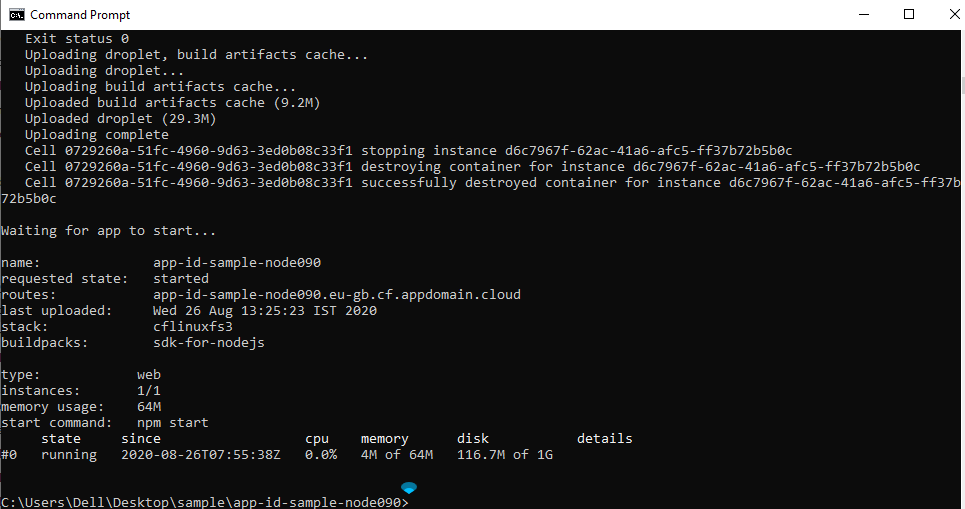 Command Prompt
Exit status 0
Uploading droplet, build artifacts cache...
Uploading droplet...
Uploading build artifacts cache...
Uploaded build artifacts cache (9.2M)
Uploaded droplet (29.3M)
Uploading complete
Cell 0729260a-51fc-4960-9d63-3ed0b08c33f1 stopping instance d6c7967f-62ac-41a6-afc5-ff37b72b5b0c
Cell 0729260a-51fc-4960-9d63-3ed0b08c33f1 destroying container for instance d6c7967f-62ac-41a6-afc5-ff37b72b5b0c
Cell 0729260a-51fc-4960-9d63-3ed0b08c33f1 successfully destroyed container for instance d6c7967f-62ac-41a6-afc5-ff37b
72b5b0c
Waiting for app to start...
name: app-id-sample-node090
requested state: started
routes: app-id-sample-node090.eu-gb.cf.appdomain.cloud
last uploaded: Wed 26 Aug 13:25:23 IST 2020
stack: cflinuxfs3
buildpacks: sdk-for-nodejs
type: web
instances: 1/1
memory usage: 64M
start command: npm start
state since cpu memory disk details
#0 running 2020-08-26T07:55:38Z 0.0% 4M of 64M 116.7M of 1G
C:\Users\Dell\Desktop\sample\app-id-sample-node090>